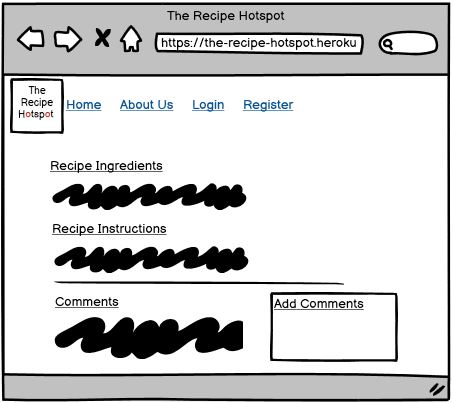 The Recipe Hotspot
https://the-recipe-hotspot.heroku
The
Recipe
Hotspot
Home About Us Login Register
Recipe Ingredients
Recipe Instructions
Comments
Add Comments